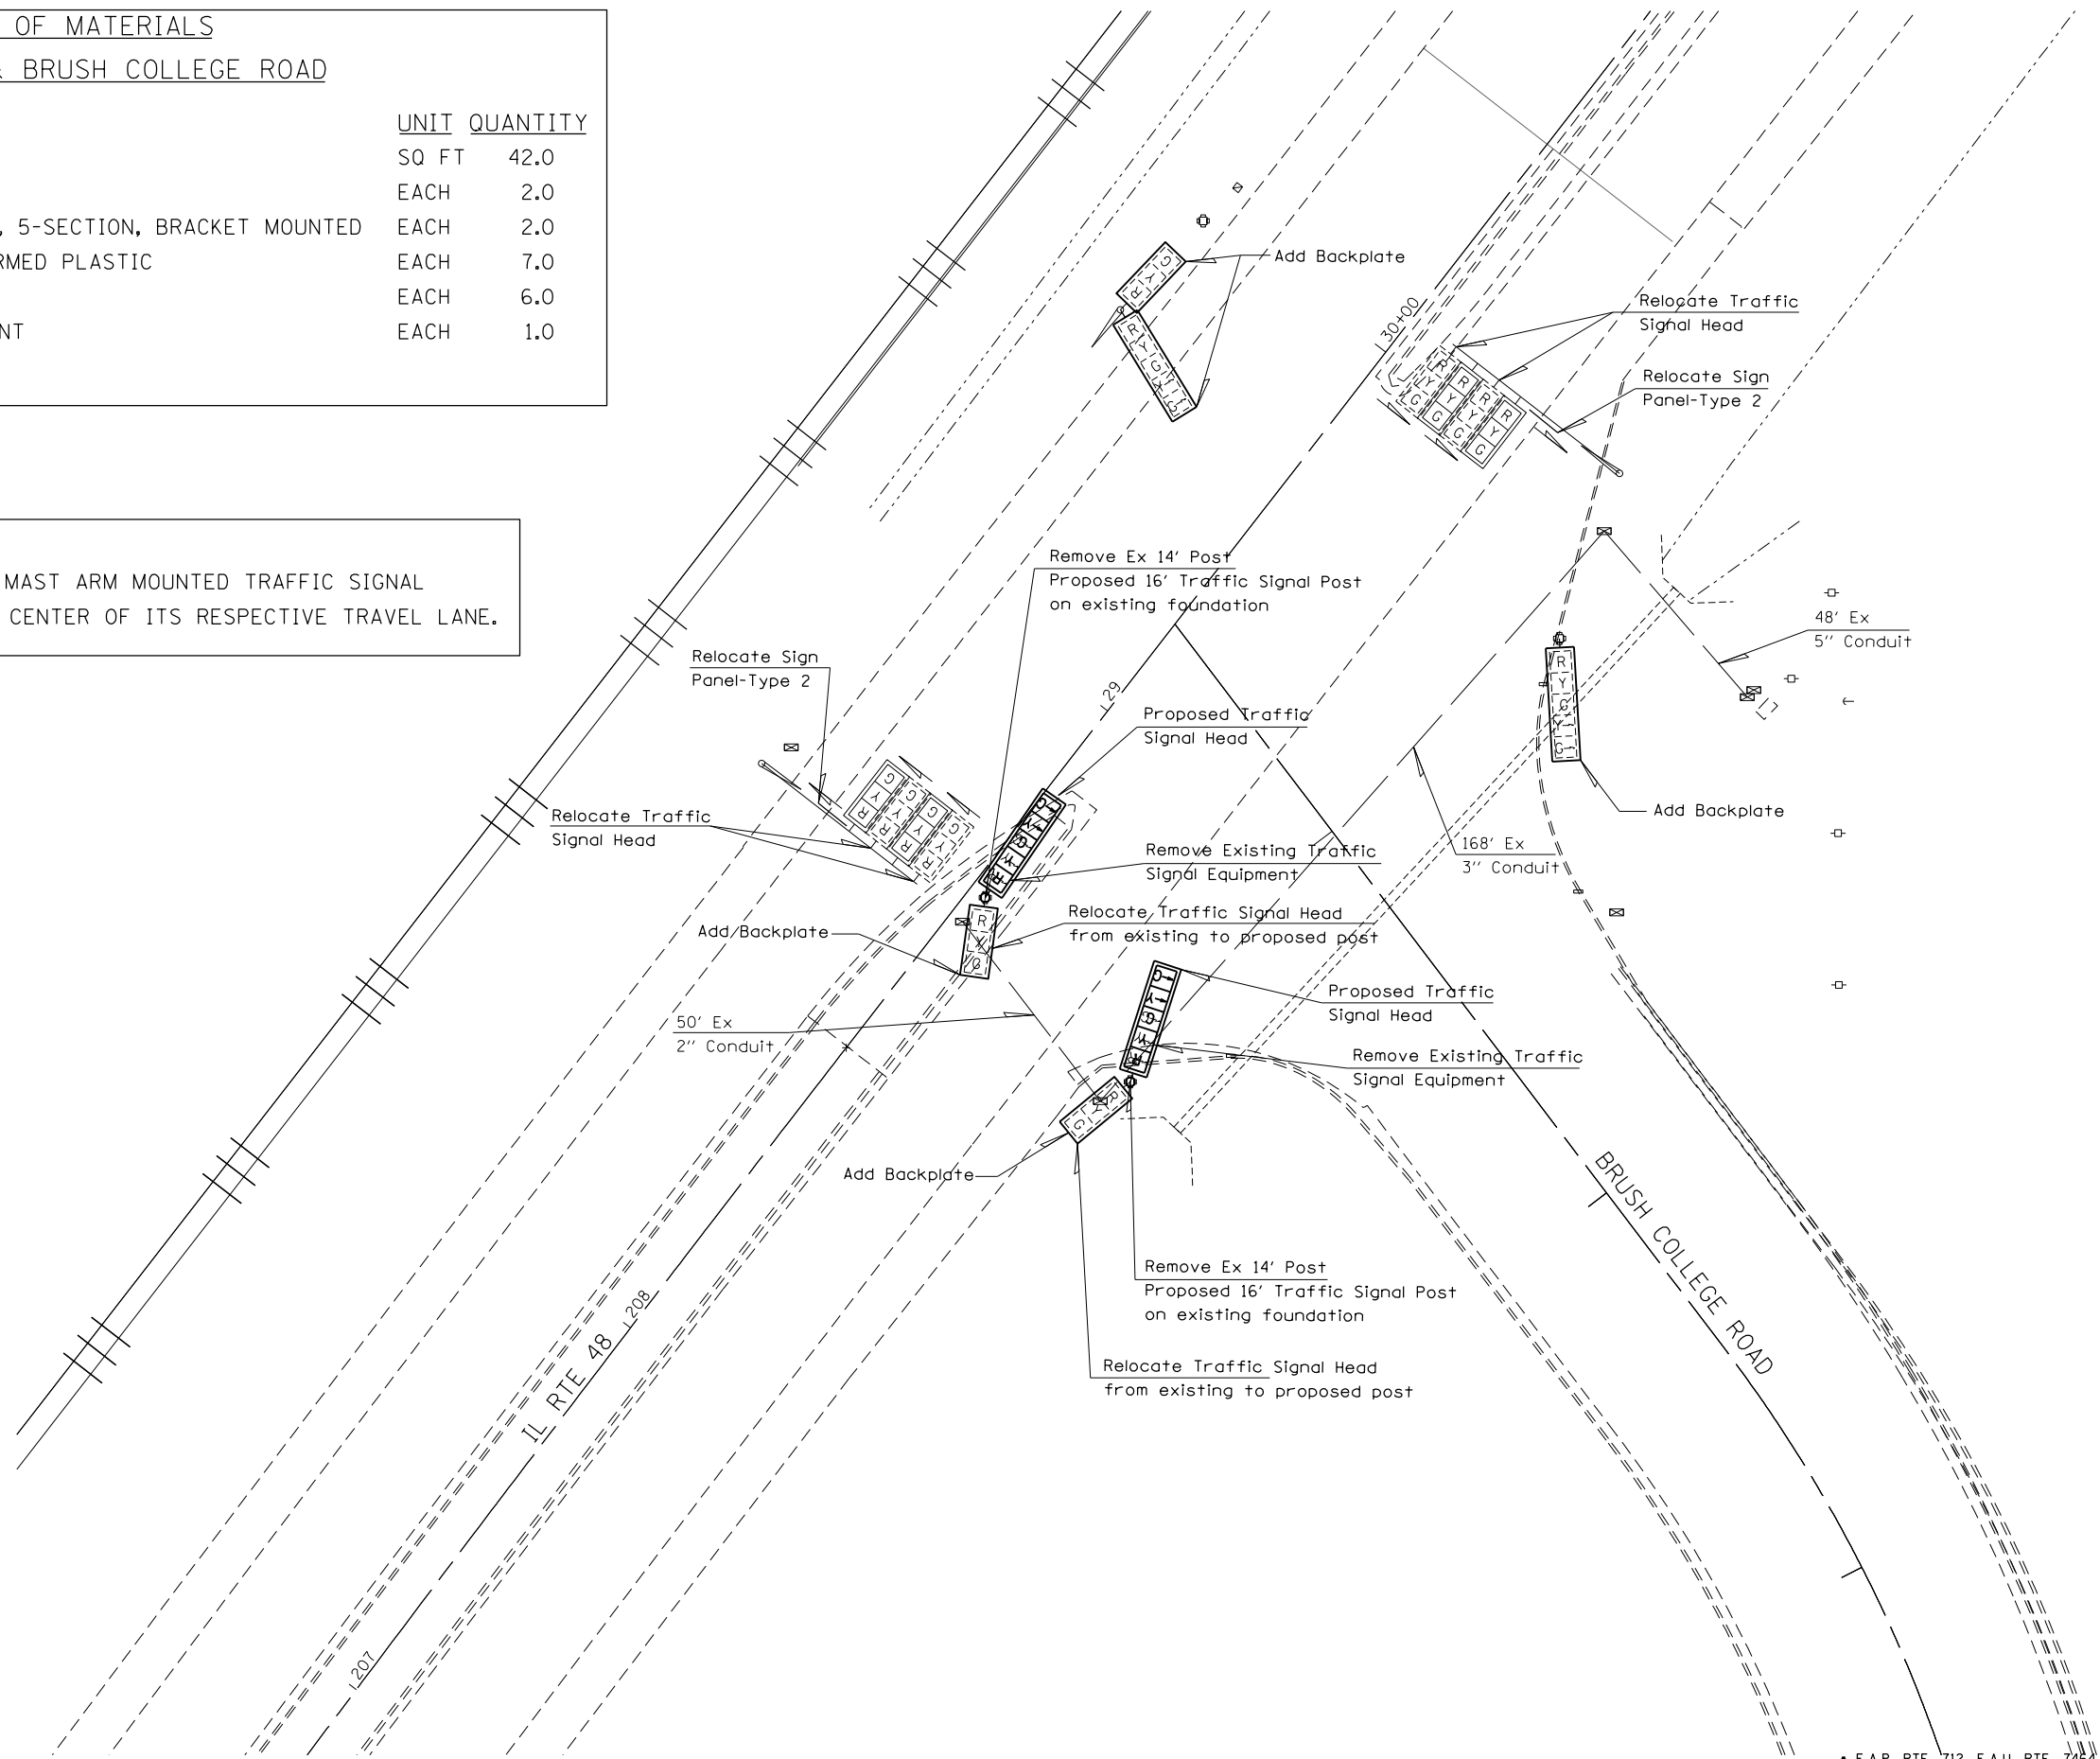 OF MATERIALS
& BRUSH COLLEGE ROAD
UNIT QUANTITY
SQ FT 42.0
EACH 2.0
, 5-SECTION, BRACKET MOUNTED EACH 2.0
RMED PLASTIC EACH 7.0
EACH 6.0
NT EACH 1.0
MAST ARM MOUNTED TRAFFIC SIGNAL
CENTER OF ITS RESPECTIVE TRAVEL LANE.
Add Backplate
30+00
Relocate Traffic
Signal Head
Relocate Sign
Panel-Type 2
G
Y
R
R
Y
G
Y
G
R
Y
G
R
Y
G
R
Y
G
R
Y
G
Remove Ex 14' Post
Proposed 16' Traffic Signal Post
on existing foundation
48' Ex
5" Conduit
Relocate Sign
Panel-Type 2
29
Proposed Traffic
Signal Head
R
Y
G
Y
G
Add Backplate
Relocate Traffic
Signal Head
G
Y
R
G
Y
R
G
Y
R
G
Y
R
168' Ex
3" Conduit
Remove Existing Traffic
Signal Equipment
Relocate Traffic Signal Head
from existing to proposed post
Add Backplate
R
Y
G
Proposed Traffic
Signal Head
50' Ex
2" Conduit
Remove Existing Traffic
Signal Equipment
R
Y
G
Add Backplate
BRUSH COLLEGE ROAD
Remove Ex 14' Post
Proposed 16' Traffic Signal Post
on existing foundation
208
IL RTE 48
Relocate Traffic Signal Head
from existing to proposed post
207
* F.A.P. RTE. 712, F.A.U. RTE. 7464